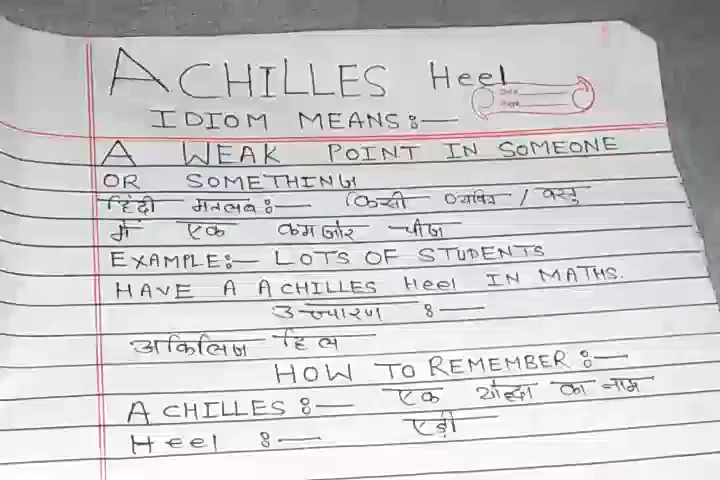 ACHILLES Heel
IDIOM MEANS:—
A WEAK POINT IN SOMEONE
OR SOMETHING
हिंदी मतलब:— किसी व्यक्ति / वस्तु
में एक कमजोर चीज
EXAMPLE:— LOTS OF STUDENTS
HAVE A ACHILLES Heel IN MATHS.
उच्चारण :—
अकिलिज हिल
HOW TO REMEMBER:—
ACHILLES:— एक योद्धा का नाम
Heel :— एड़ी